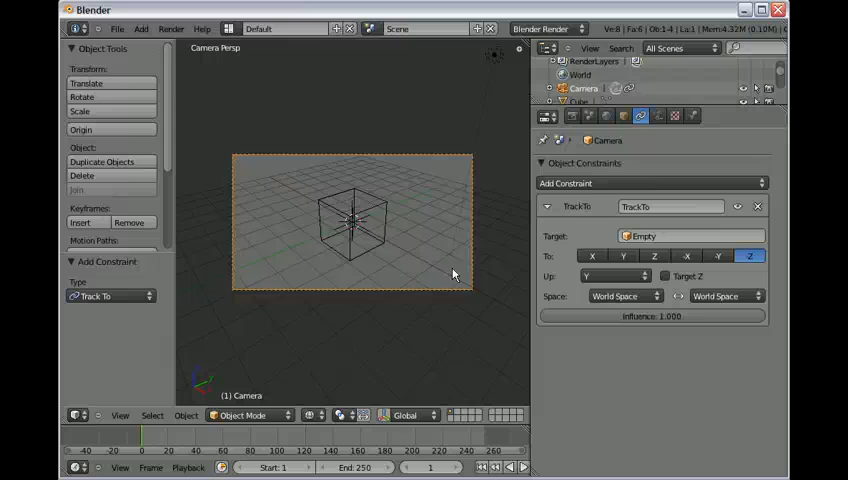 Blender
File Add Render Help Default Scene Blender Render Ve:8 | Fa:6 | Ob:1-4 | La:1 | Mem:4.32M (0.10M)
Object Tools
Transform:
Translate
Rotate
Scale
Origin
Object:
Duplicate Objects
Delete
Join
Keyframes:
Insert Remove
Motion Paths:
Add Constraint
Type
Track To
Camera Persp
(1) Camera
View Select Object Object Mode Global
-40 -20 0 20 40 60 80 100 120 140 160 180 200 220 240 260
View Frame Playback Start: 1 End: 250 1
View Search All Scenes
RenderLayers
World
Camera
Cube
Camera
Object Constraints
Add Constraint
TrackTo TrackTo
Target: Empty
To: X Y Z -X -Y -Z
Up: Y Target Z
Space: World Space World Space
Influence: 1.000